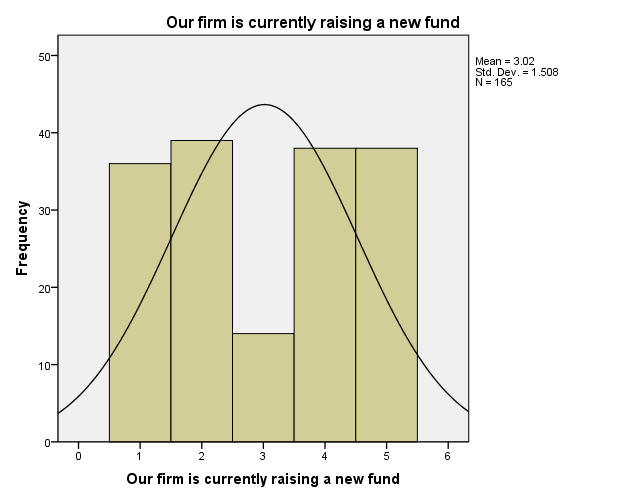 Our firm is currently raising a new fund
Mean = 3.02
Std. Dev. = 1.508
N = 165
50
40
30
20
10
0
Frequency
0 1 2 3 4 5 6
Our firm is currently raising a new fund